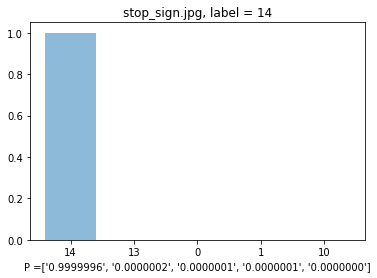 stop_sign.jpg, label = 14
1.0
0.8
0.6
0.4
0.2
0.0
14 13 0 1 10
P =['0.9999996', '0.0000002', '0.0000001', '0.0000001', '0.0000000']